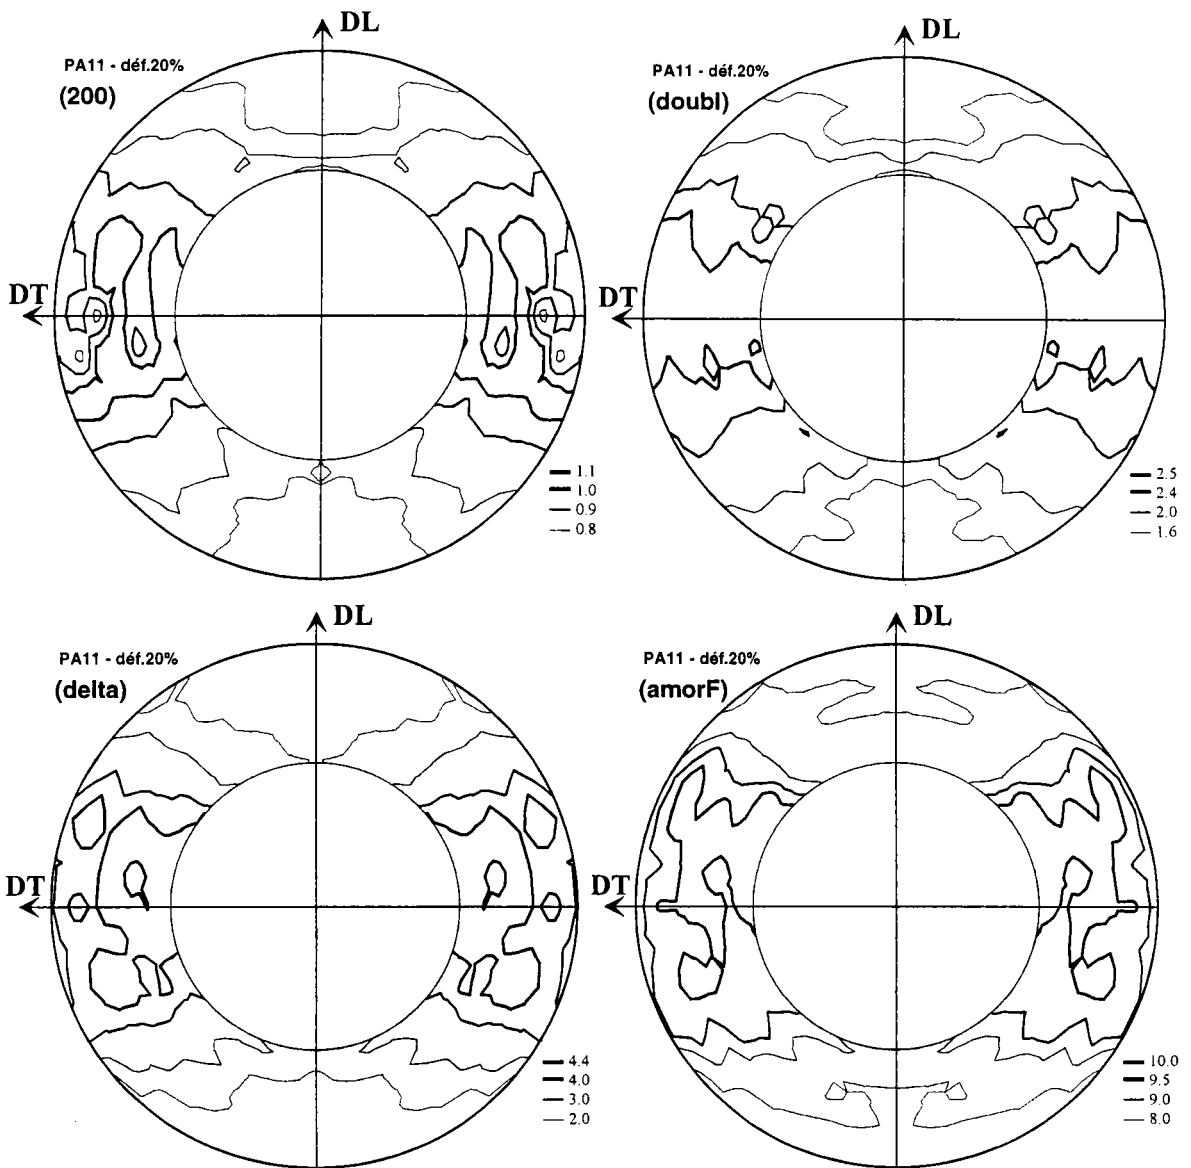 DL
PA11 - déf.20%
(200)
DT
1.1
1.0
0.9
0.8
DL
PA11 - déf.20%
(doubl)
DT
2.5
2.4
2.0
1.6
DL
PA11 - déf.20%
(delta)
DT
4.4
4.0
3.0
2.0
DL
PA11 - déf.20%
(amorF)
DT
10.0
9.5
9.0
8.0